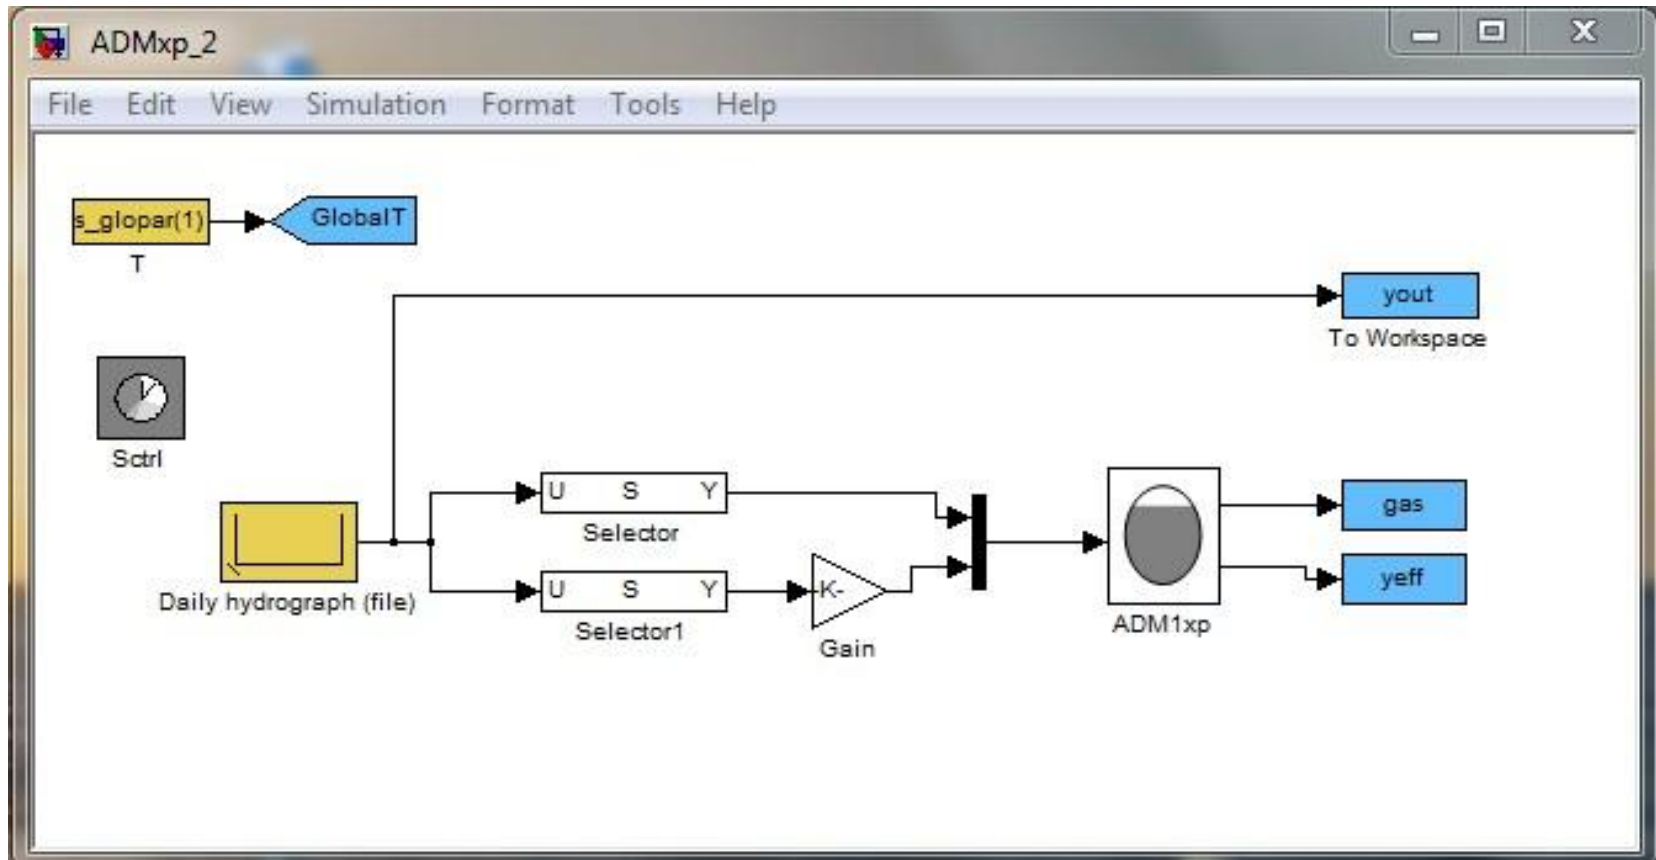 ADMxp_2
File Edit View Simulation Format Tools Help
s_glopar(1)
GlobalT
T
yout
To Workspace
Sctrl
U S Y
Selector
gas
Daily hydrograph (file)
U S Y
K-
yeff
Selector1
Gain
ADM1xp